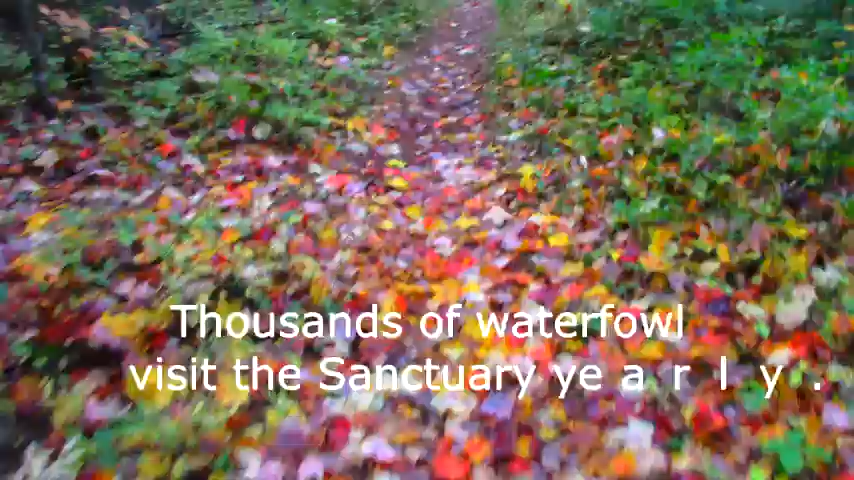 Thousands of waterfowl
visit the Sanctuary ye a r l y .